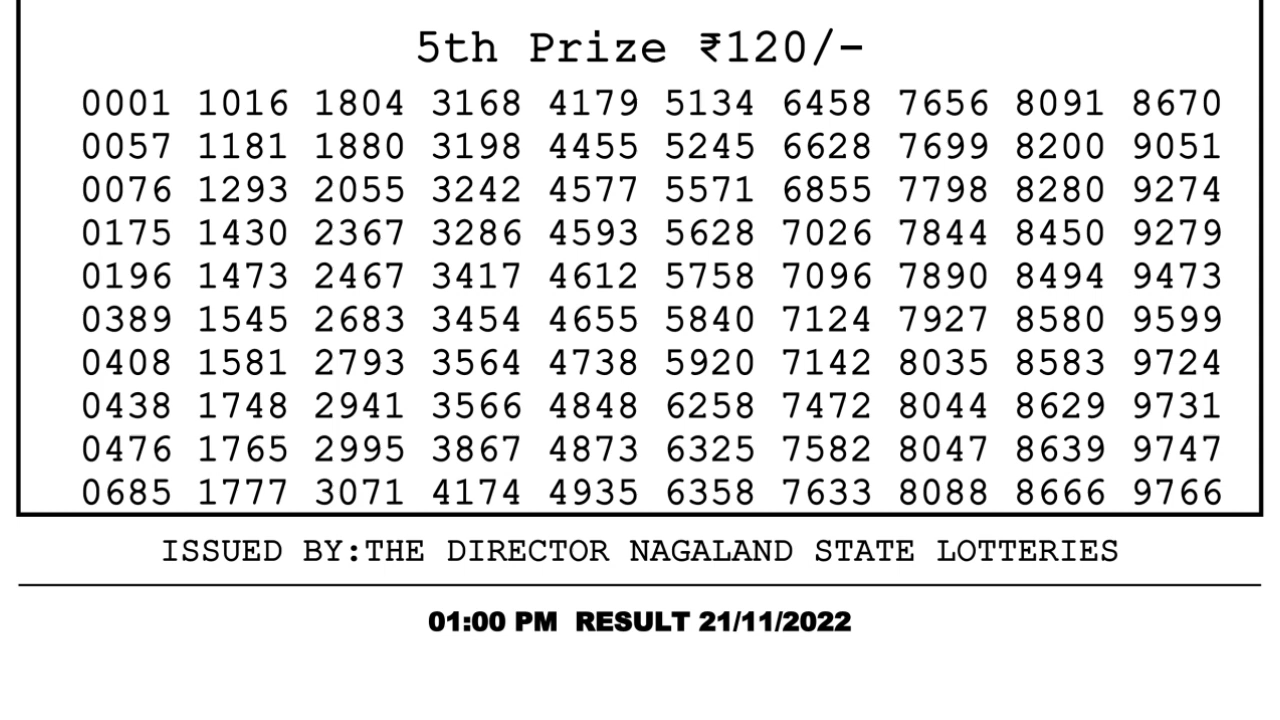 5th Prize ₹120/-
0001 1016 1804 3168 4179 5134 6458 7656 8091 8670
0057 1181 1880 3198 4455 5245 6628 7699 8200 9051
0076 1293 2055 3242 4577 5571 6855 7798 8280 9274
0175 1430 2367 3286 4593 5628 7026 7844 8450 9279
0196 1473 2467 3417 4612 5758 7096 7890 8494 9473
0389 1545 2683 3454 4655 5840 7124 7927 8580 9599
0408 1581 2793 3564 4738 5920 7142 8035 8583 9724
0438 1748 2941 3566 4848 6258 7472 8044 8629 9731
0476 1765 2995 3867 4873 6325 7582 8047 8639 9747
0685 1777 3071 4174 4935 6358 7633 8088 8666 9766
ISSUED BY:THE DIRECTOR NAGALAND STATE LOTTERIES
01:00 PM RESULT 21/11/2022